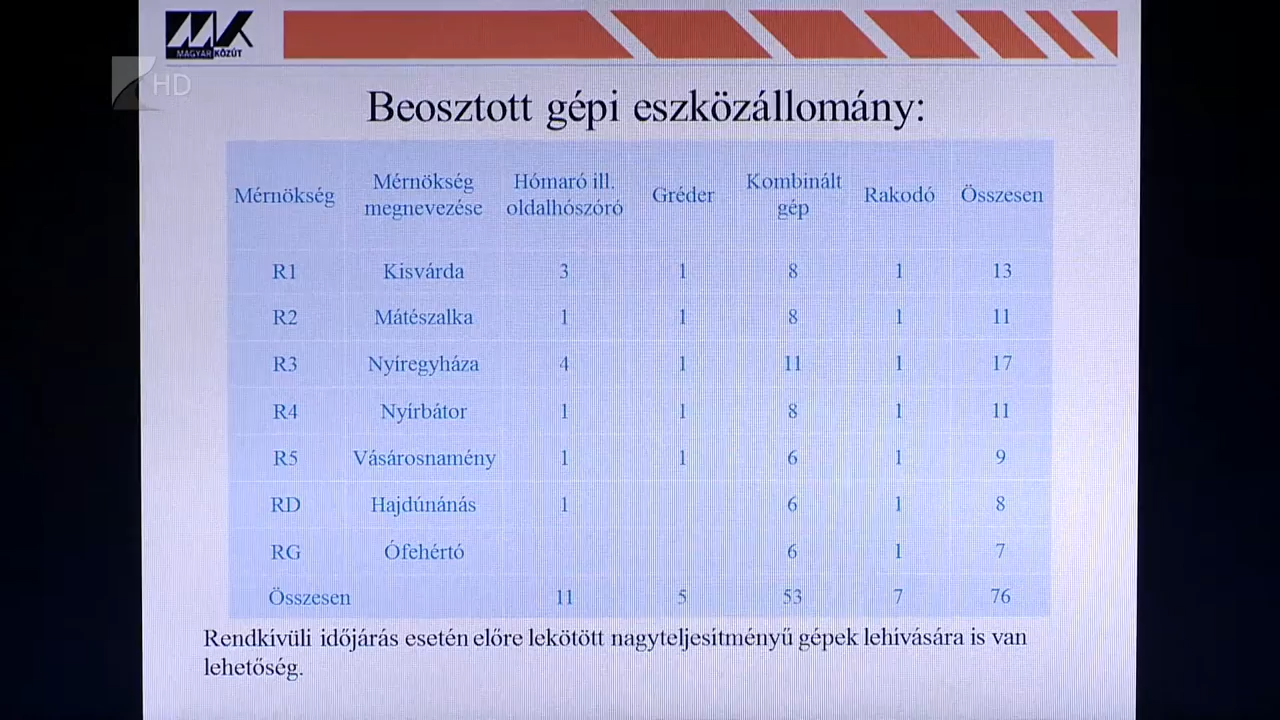 MAGYAR KÖZÚT
HD
Beosztott gépi eszközállomány:
Mérnökség Mérnökség megnevezése Hómaró ill. oldalhószóró Gréder Kombinált gép Rakodó Összesen
R1 Kisvárda 3 1 8 1 13
R2 Mátészalka 1 1 8 1 11
R3 Nyíregyháza 4 1 11 1 17
R4 Nyírbátor 1 1 8 1 11
R5 Vásárosnamény 1 1 6 1 9
RD Hajdúnánás 1 6 1 8
RG Ófehértó 6 1 7
Összesen 11 5 53 7 76
Rendkívüli időjárás esetén előre lekötött nagyteljesítményű gépek lehívására is van
lehetőség.